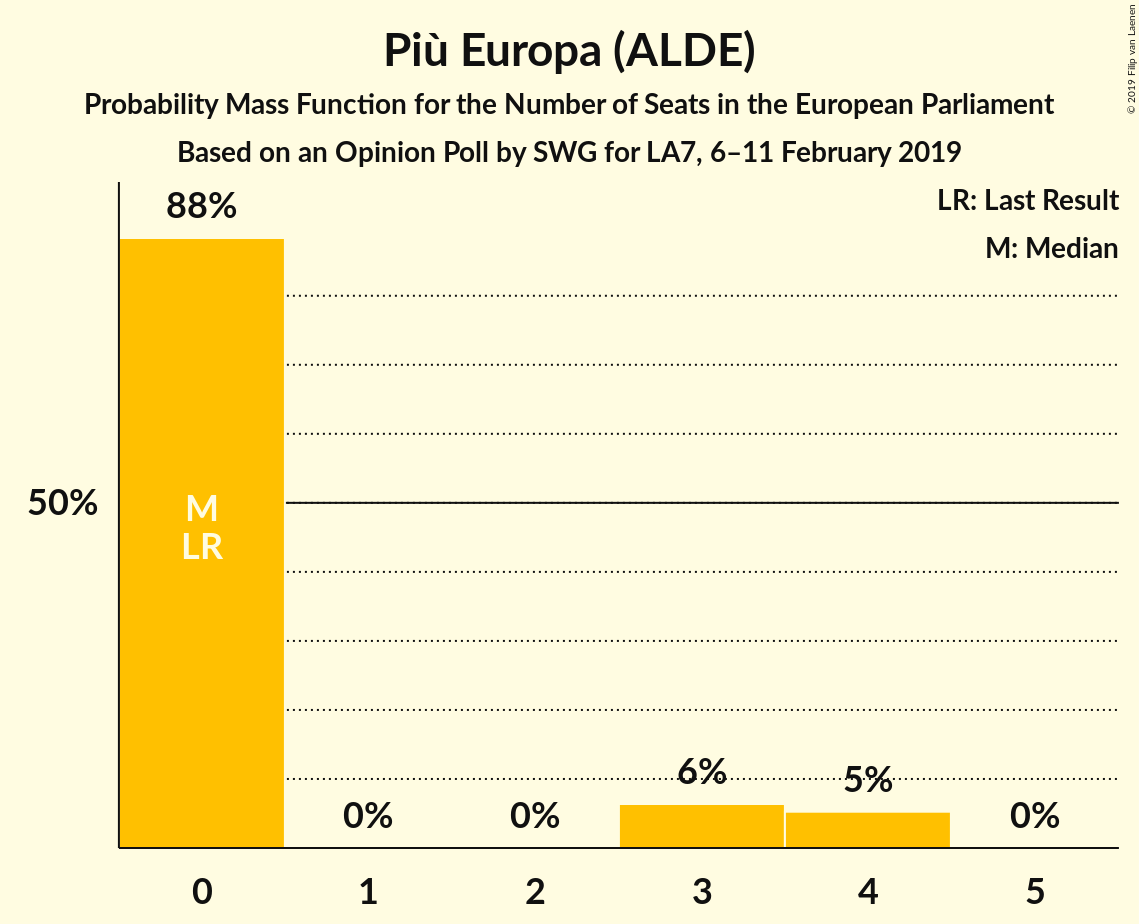 Più Europa (ALDE)
Probability Mass Function for the Number of Seats in the European Parliament
Based on an Opinion Poll by SWG for LA7, 6–11 February 2019
© 2019 Filip van Laenen
LR: Last Result
M: Median
88%
50%
M
LR
0%
0%
6%
5%
0%
0
1
2
3
4
5